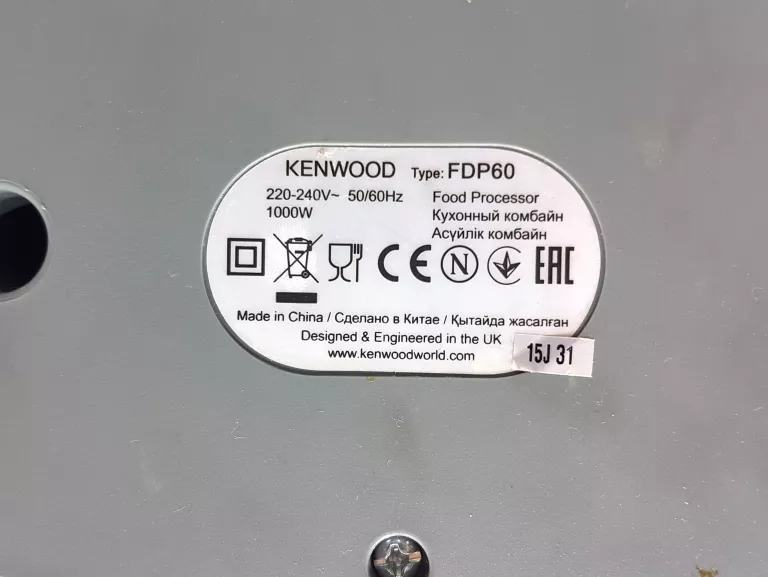 KENWOOD Type: FDP60
220-240V~ 50/60Hz
1000W
Food Processor
Кухонный комбайн
Асүйлік комбайн
CE N EAC
Made in China / Сделано в Китае / Қытайда жасалған
Designed & Engineered in the UK
www.kenwoodworld.com
15J 31